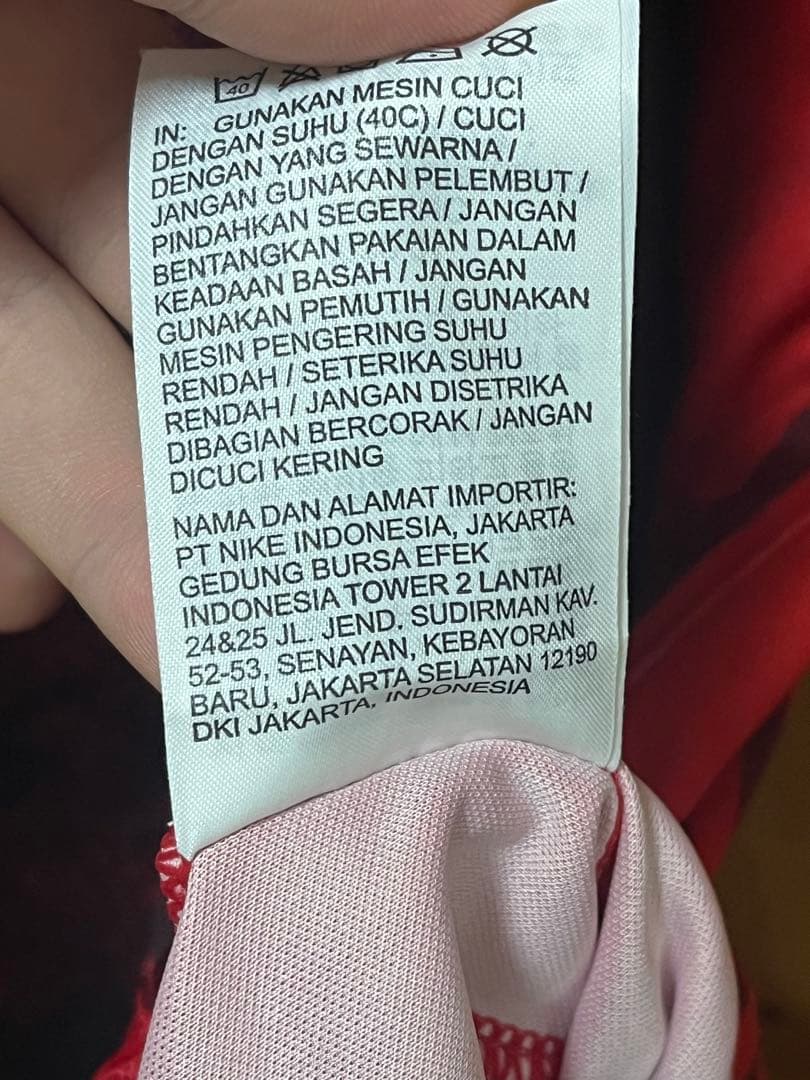 40
IN: GUNAKAN MESIN CUCI
DENGAN SUHU (40C) / CUCI
DENGAN YANG SEWARNA /
JANGAN GUNAKAN PELEMBUT /
PINDAHKAN SEGERA / JANGAN
BENTANGKAN PAKAIAN DALAM
KEADAAN BASAH / JANGAN
GUNAKAN PEMUTIH / GUNAKAN
MESIN PENGERING SUHU
RENDAH / SETERIKA SUHU
RENDAH / JANGAN DISETRIKA
DIBAGIAN BERCORAK / JANGAN
DICUCI KERING
NAMA DAN ALAMAT IMPORTIR:
PT NIKE INDONESIA, JAKARTA
GEDUNG BURSA EFEK
INDONESIA TOWER 2 LANTAI
24&25 JL. JEND. SUDIRMAN KAV.
52-53, SENAYAN, KEBAYORAN
BARU, JAKARTA SELATAN 12190
DKI JAKARTA, INDONESIA